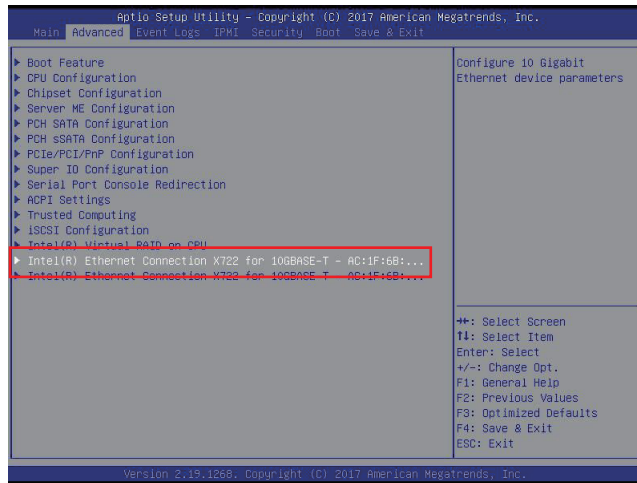 Aptio Setup Utility – Copyright (C) 2017 American Megatrends, Inc.
Main Advanced Event Logs IPMI Security Boot Save & Exit
▶ Boot Feature
▶ CPU Configuration
▶ Chipset Configuration
▶ Server ME Configuration
▶ PCH SATA Configuration
▶ PCH sSATA Configuration
▶ PCIe/PCI/PnP Configuration
▶ Super IO Configuration
▶ Serial Port Console Redirection
▶ ACPI Settings
▶ Trusted Computing
▶ iSCSI Configuration
▶ Intel(R) Virtual RAID on CPU
▶ Intel(R) Ethernet Connection X722 for 10GBASE-T - AC:1F:6B:...
▶ Intel(R) Ethernet Connection X722 for 10GBASE-T - AC:1F:6B:...
Configure 10 Gigabit
Ethernet device parameters
→←: Select Screen
↑↓: Select Item
Enter: Select
+/-: Change Opt.
F1: General Help
F2: Previous Values
F3: Optimized Defaults
F4: Save & Exit
ESC: Exit
Version 2.19.1268. Copyright (C) 2017 American Megatrends, Inc.